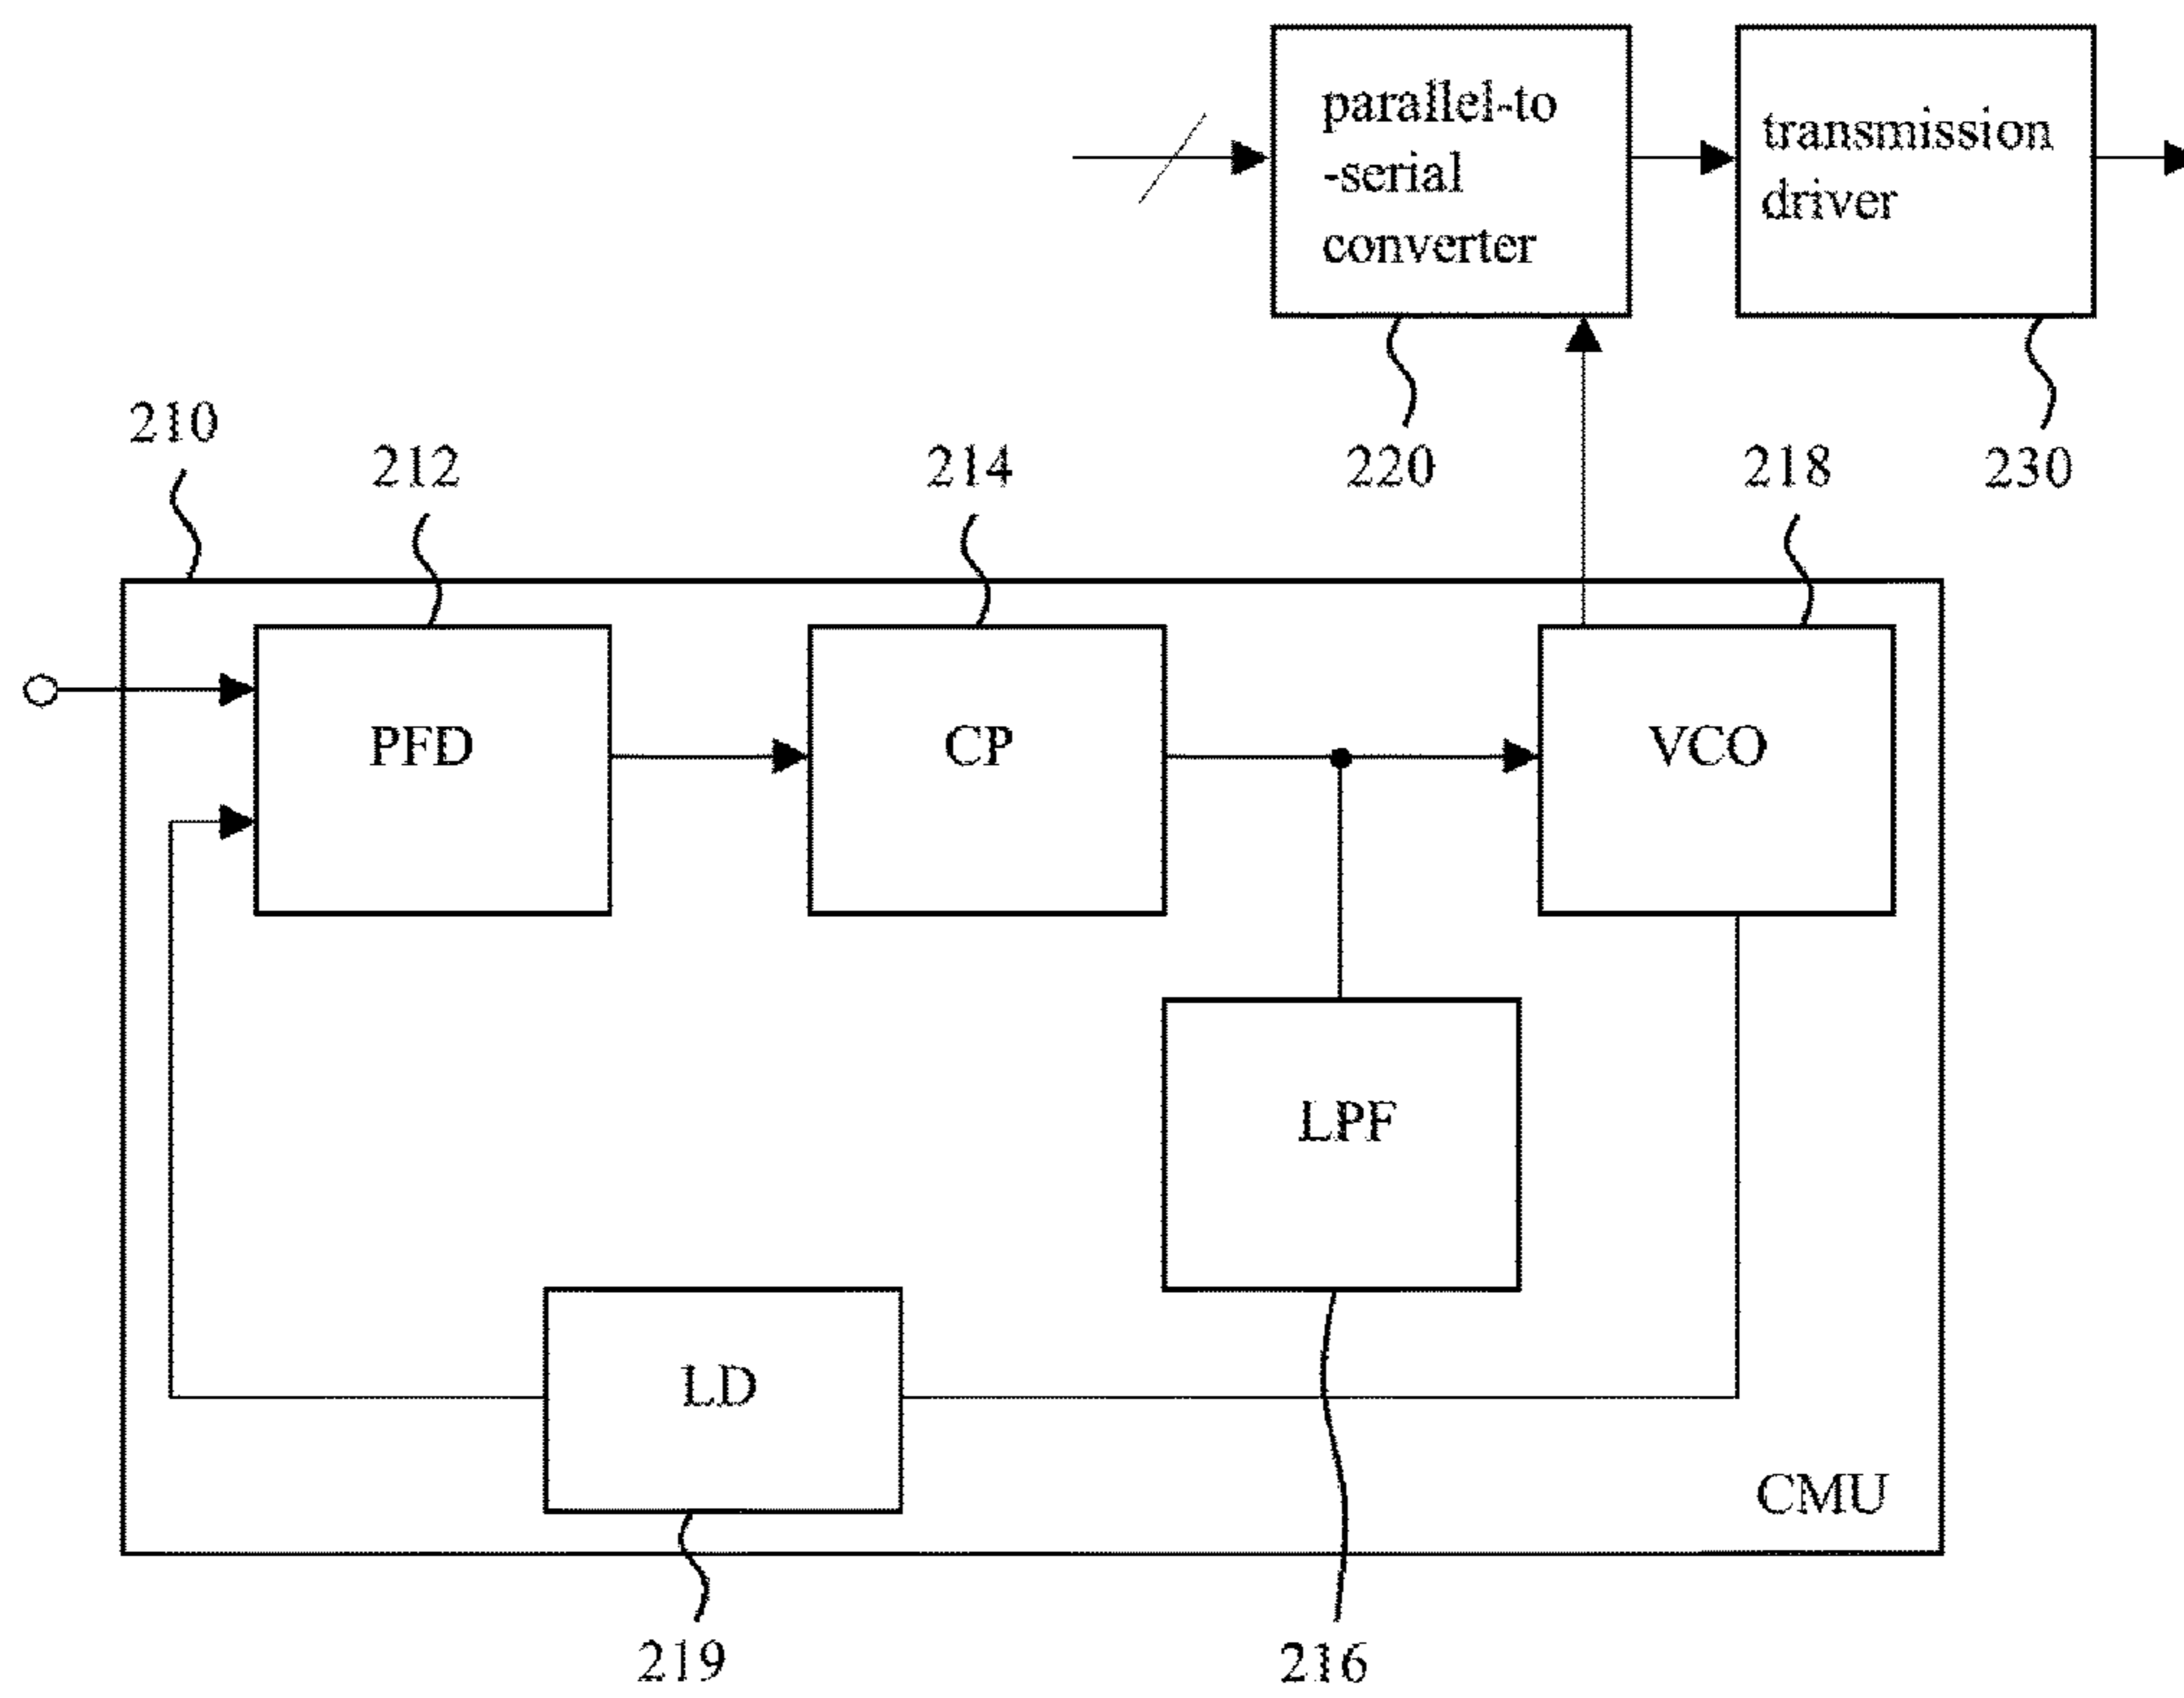 parallel-to
-serial
converter
transmission
driver
210
212
214
220
218
230
PFD
CP
VCO
LPF
LD
CMU
219
216